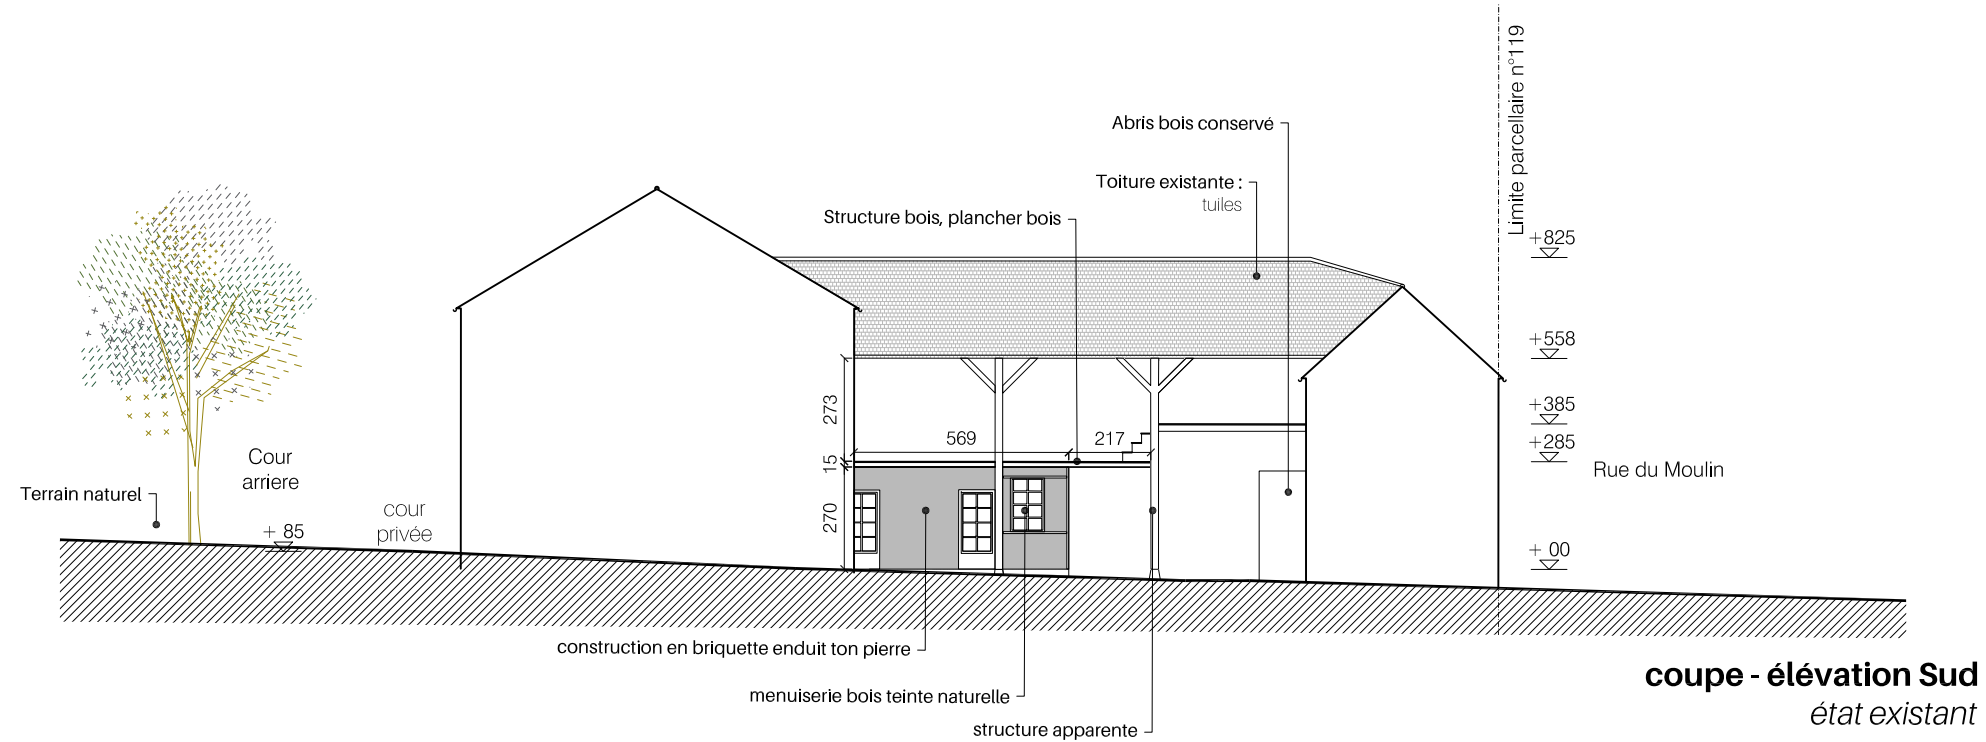 Limite parcellaire n°119
Abris bois conservé
Toiture existante :
tuiles
Structure bois, plancher bois
+825
+558
+385
+285
+ 00
273
15
270
569
217
Rue du Moulin
Cour
arriere
Terrain naturel
cour
privée
+ 85
construction en briquette enduit ton pierre
menuiserie bois teinte naturelle
structure apparente
coupe - élévation Sud
état existant